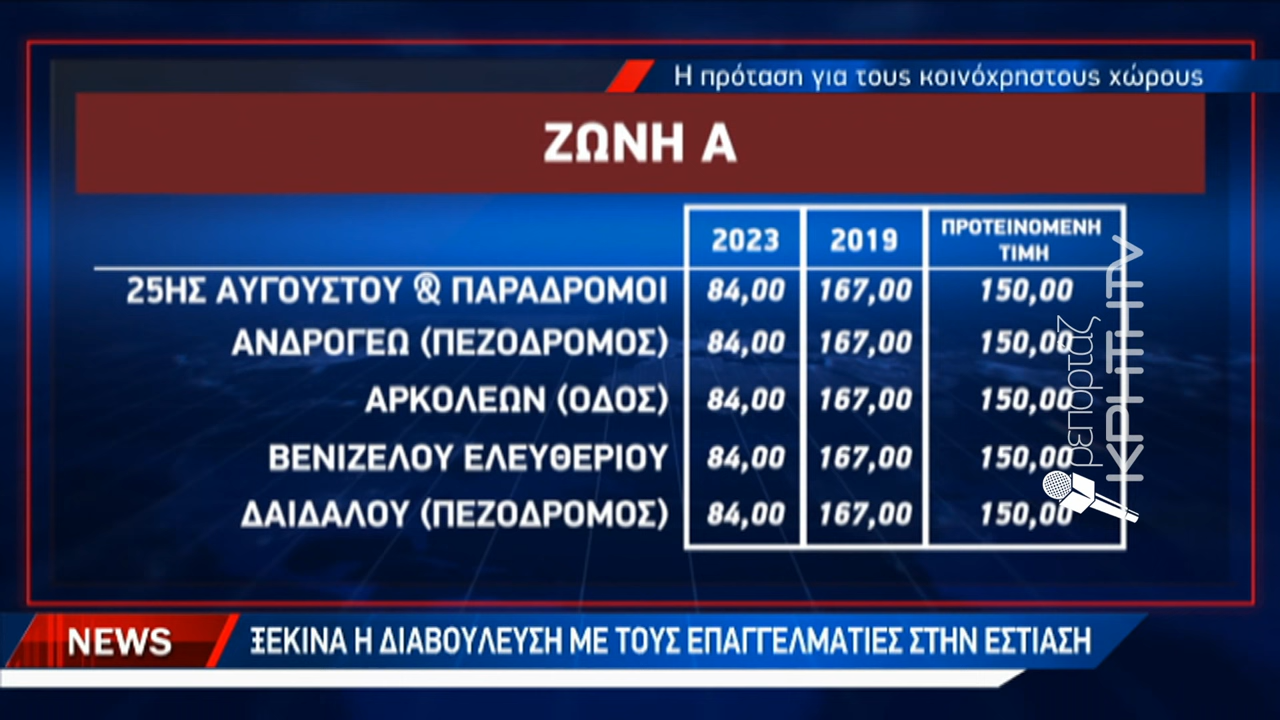 Η πρόταση για τους κοινόχρηστους χώρους
ΖΩΝΗ Α
2023 2019 ΠΡΟΤΕΙΝΟΜΕΝΗ ΤΙΜΗ
25ΗΣ ΑΥΓΟΥΣΤΟΥ & ΠΑΡΑΔΡΟΜΟΙ 84,00 167,00 150,00
ΑΝΔΡΟΓΕΩ (ΠΕΖΟΔΡΟΜΟΣ) 84,00 167,00 150,00
ΑΡΚΟΛΕΩΝ (ΟΔΟΣ) 84,00 167,00 150,00
ΒΕΝΙΖΕΛΟΥ ΕΛΕΥΘΕΡΙΟΥ 84,00 167,00 150,00
ΔΑΙΔΑΛΟΥ (ΠΕΖΟΔΡΟΜΟΣ) 84,00 167,00 150,00
ρεπορτάζ
ΚΡΗΤΗ TV
NEWS ΞΕΚΙΝΑ Η ΔΙΑΒΟΥΛΕΥΣΗ ΜΕ ΤΟΥΣ ΕΠΑΓΓΕΛΜΑΤΙΕΣ ΣΤΗΝ ΕΣΤΙΑΣΗ